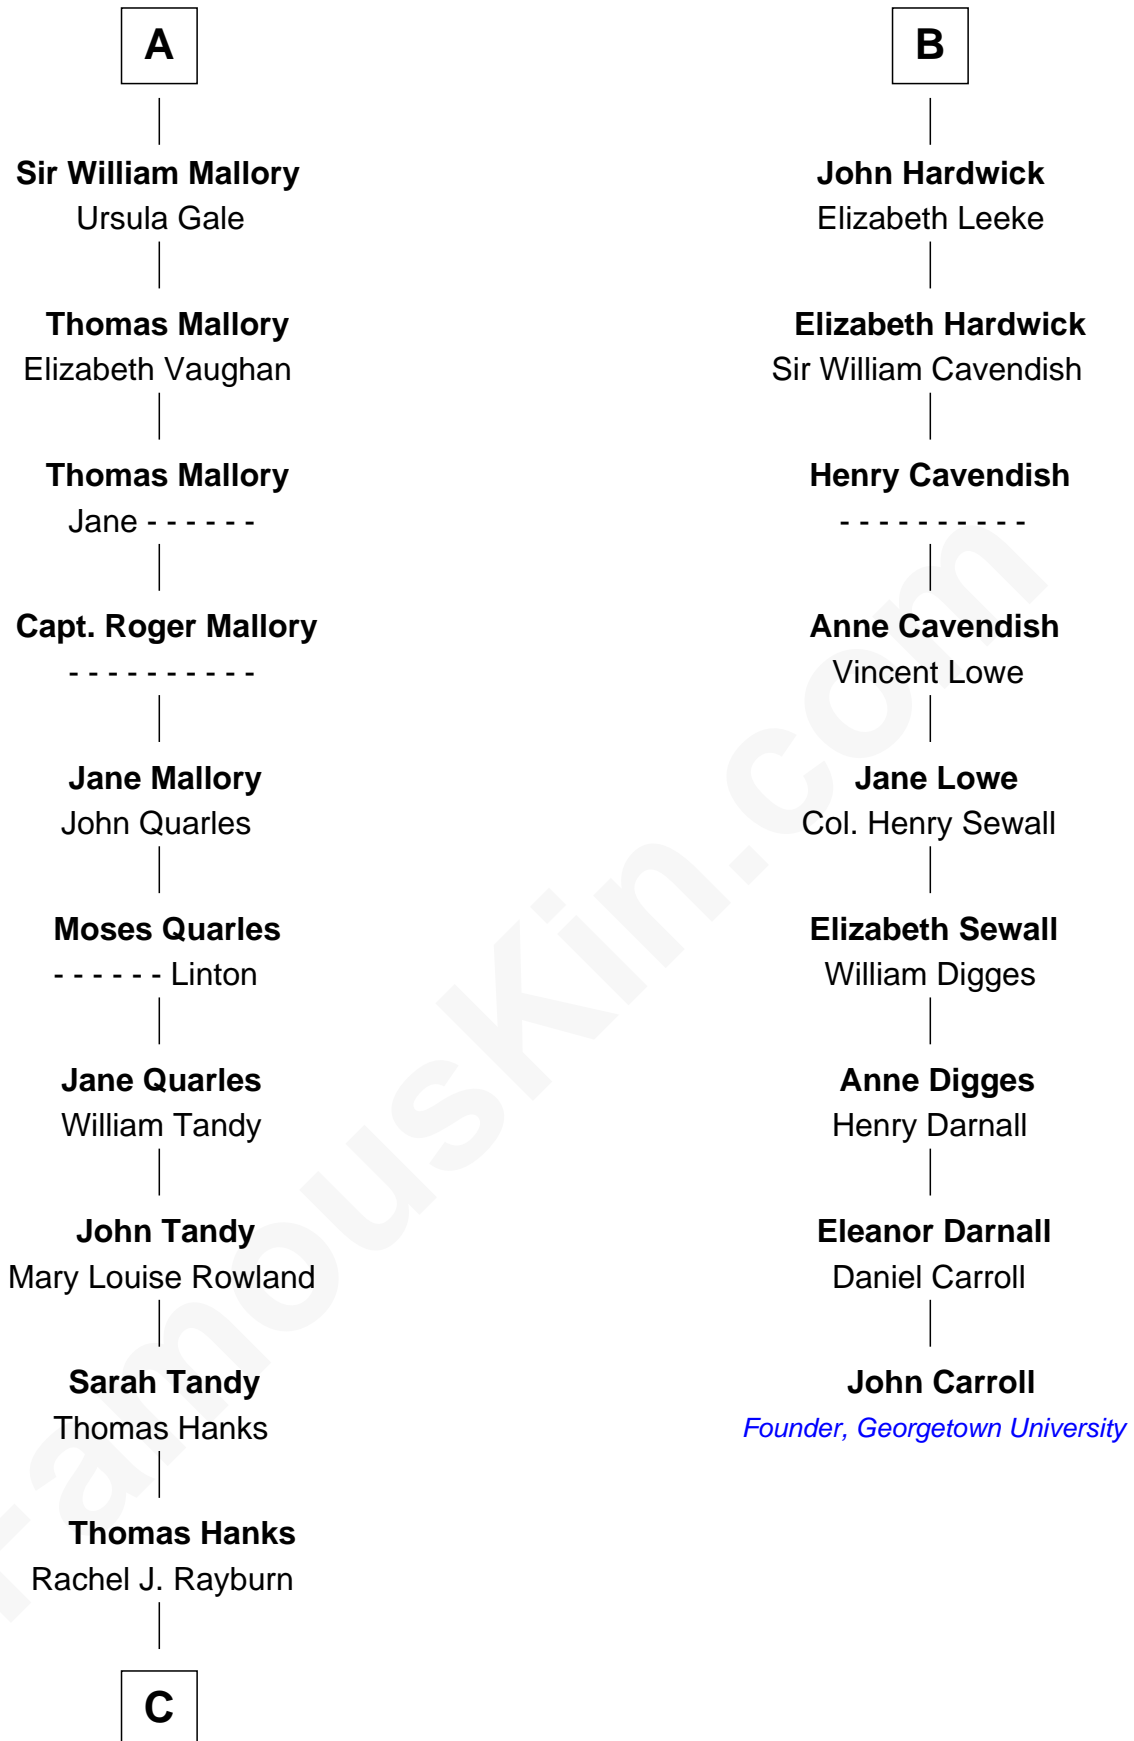 A
Sir William Mallory
Ursula Gale
Thomas Mallory
Elizabeth Vaughan
Thomas Mallory
Jane - - - - - -
Capt. Roger Mallory
- - - - - - - - - -
Jane Mallory
John Quarles
Moses Quarles
- - - - - - Linton
Jane Quarles
William Tandy
John Tandy
Mary Louise Rowland
Sarah Tandy
Thomas Hanks
Thomas Hanks
Rachel J. Rayburn
C
B
John Hardwick
Elizabeth Leeke
Elizabeth Hardwick
Sir William Cavendish
Henry Cavendish
- - - - - - - - - -
Anne Cavendish
Vincent Lowe
Jane Lowe
Col. Henry Sewall
Elizabeth Sewall
William Digges
Anne Digges
Henry Darnall
Eleanor Darnall
Daniel Carroll
John Carroll
Founder, Georgetown University
FamousKin.com